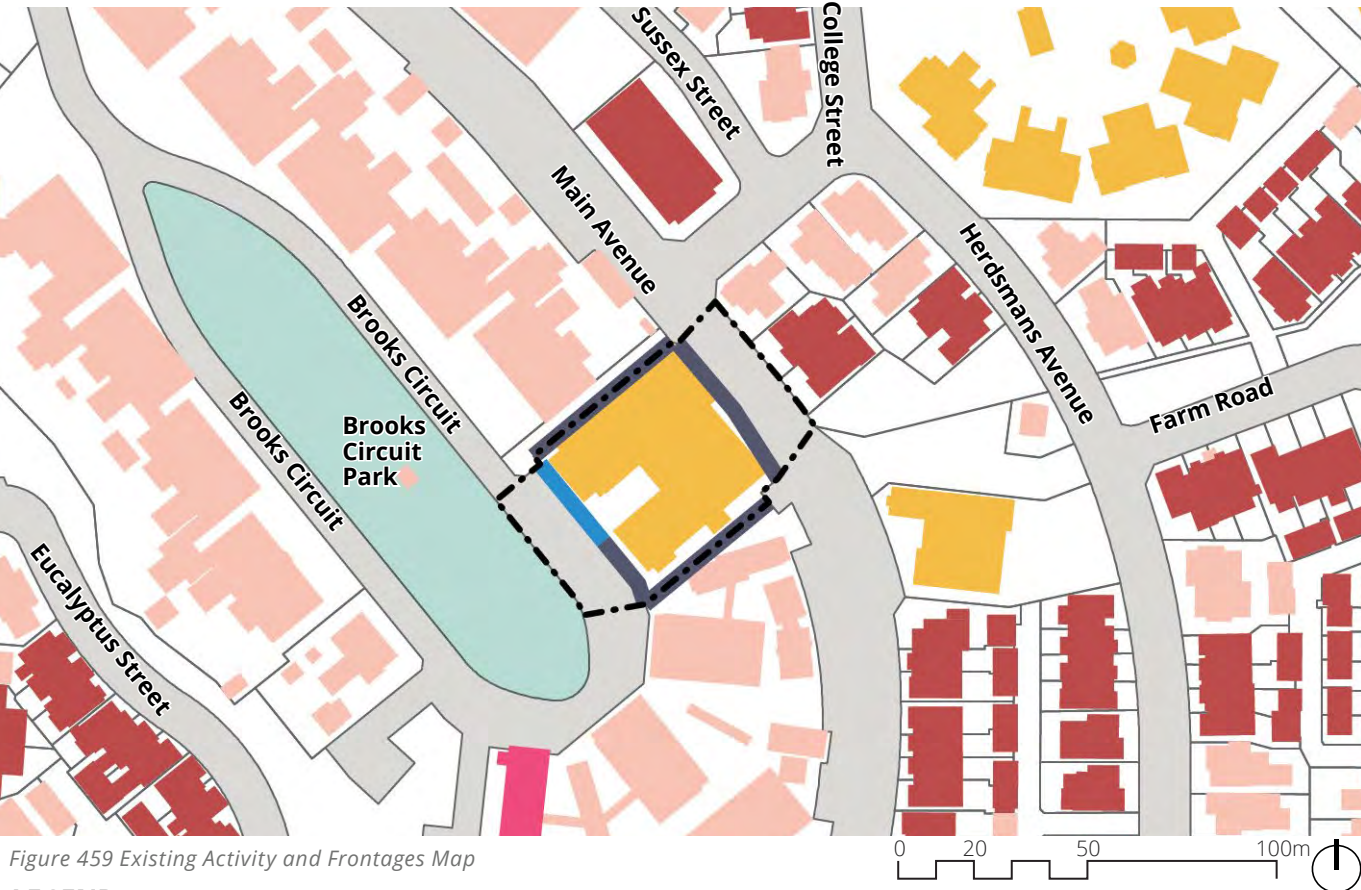 Sussex Street
College Street
Main Avenue
Herdsmans Avenue
Brooks Circuit
Brooks Circuit
Brooks
Circuit
Park
Farm Road
Eucalyptus Street
Figure 459 Existing Activity and Frontages Map
0 20 50 100m